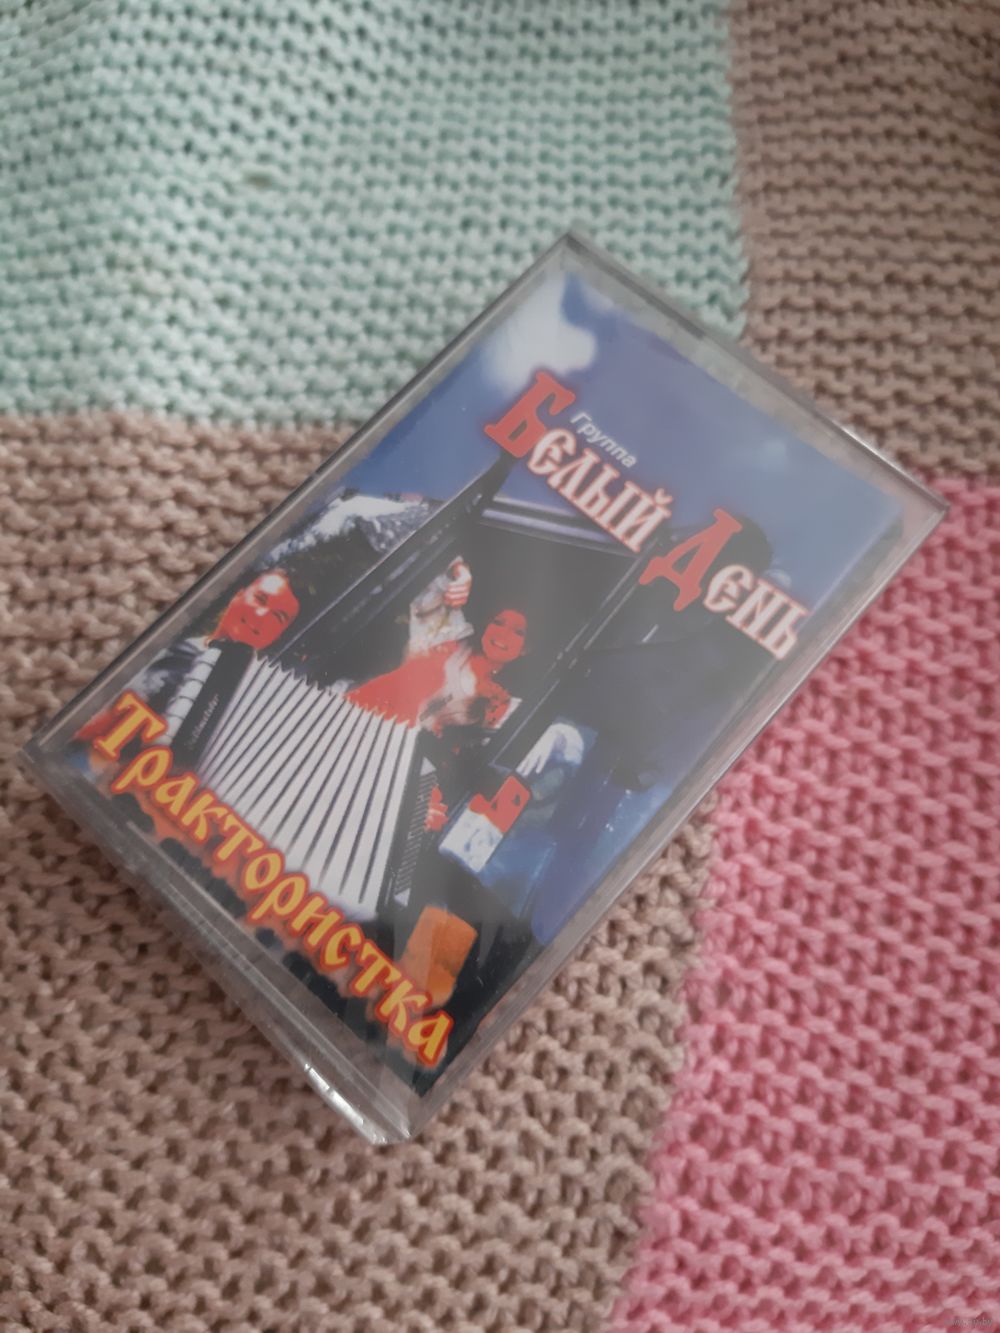 Группа
Белый День
Трактористка